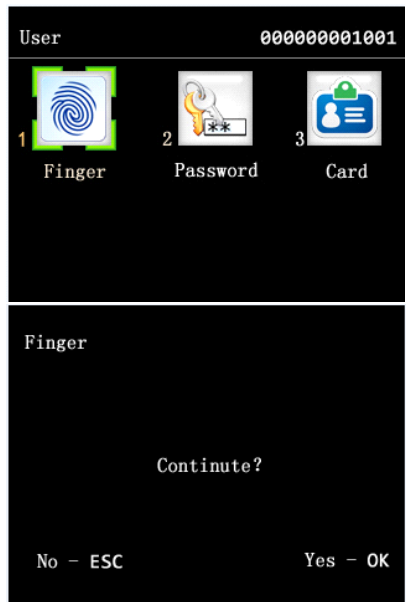 User 000000001001
1 2 ** 3
Finger Password Card
Finger
Continute?
No - ESC Yes - OK